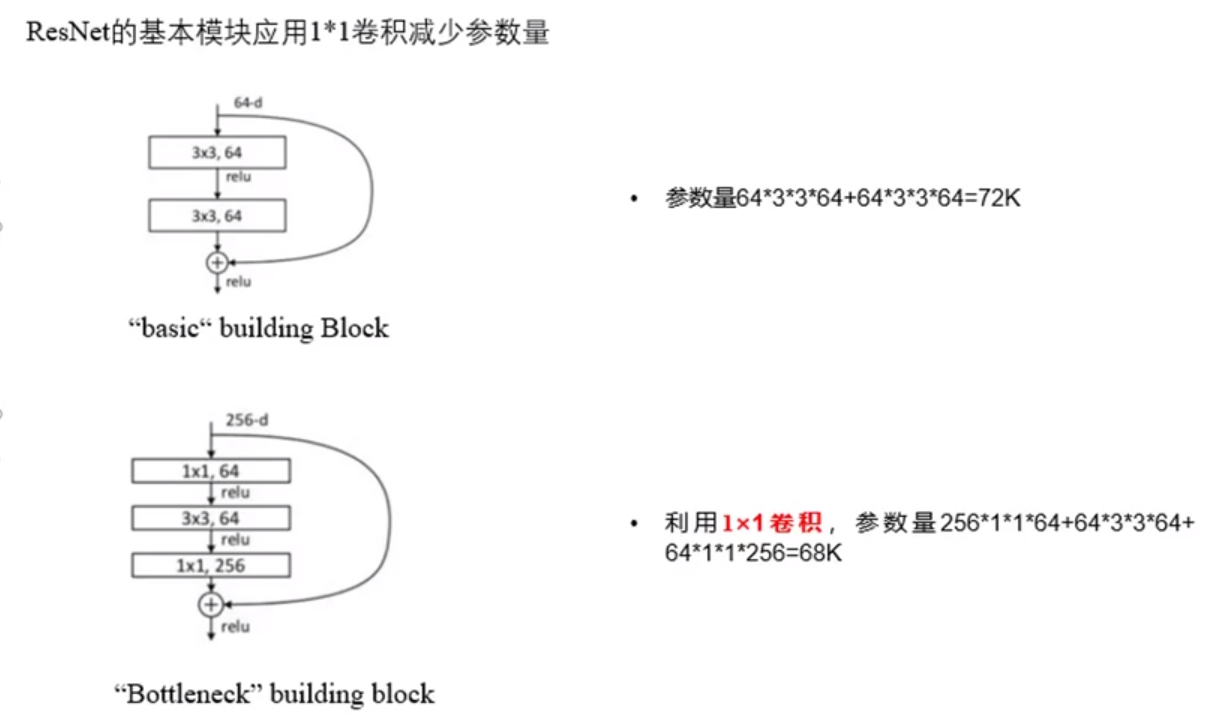 ResNet的基本模块应用1*1卷积减少参数量
64-d
3x3, 64
relu
3x3, 64
relu
“basic“ building Block
• 参数量64*3*3*64+64*3*3*64=72K
256-d
1x1, 64
relu
3x3, 64
relu
1x1, 256
relu
“Bottleneck” building block
• 利用1×1卷积，参数量256*1*1*64+64*3*3*64+
64*1*1*256=68K